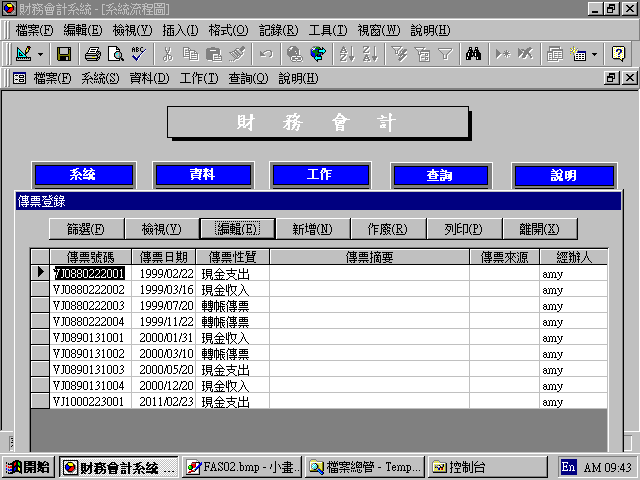 財務會計系統 - [系統流程圖]
檔案(F) 編輯(E) 檢視(V) 插入(I) 格式(O) 記錄(R) 工具(T) 視窗(W) 說明(H)
檔案(F) 系統(S) 資料(D) 工作(T) 查詢(Q) 說明(H)
財 務 會 計
系統 資料 工作 查詢 說明
傳票登錄
篩選(F) 檢視(V) 編輯(E) 新增(N) 作廢(R) 列印(P) 離開(X)
傳票號碼 傳票日期 傳票性質 傳票摘要 傳票來源 經辦人
VJ0880222001 1999/02/22 現金支出 amy
VJ0880222002 1999/03/16 現金收入 amy
VJ0880222003 1999/07/20 轉帳傳票 amy
VJ0880222004 1999/11/22 轉帳傳票 amy
VJ0890131001 2000/01/31 現金收入 amy
VJ0890131002 2000/03/10 轉帳傳票 amy
VJ0890131003 2000/05/20 現金支出 amy
VJ0890131004 2000/12/20 現金收入 amy
VJ1000223001 2011/02/23 現金支出 amy
開始 財務會計系統 ... FAS02.bmp - 小畫... 檔案總管 - Temp... 控制台 En AM 09:43